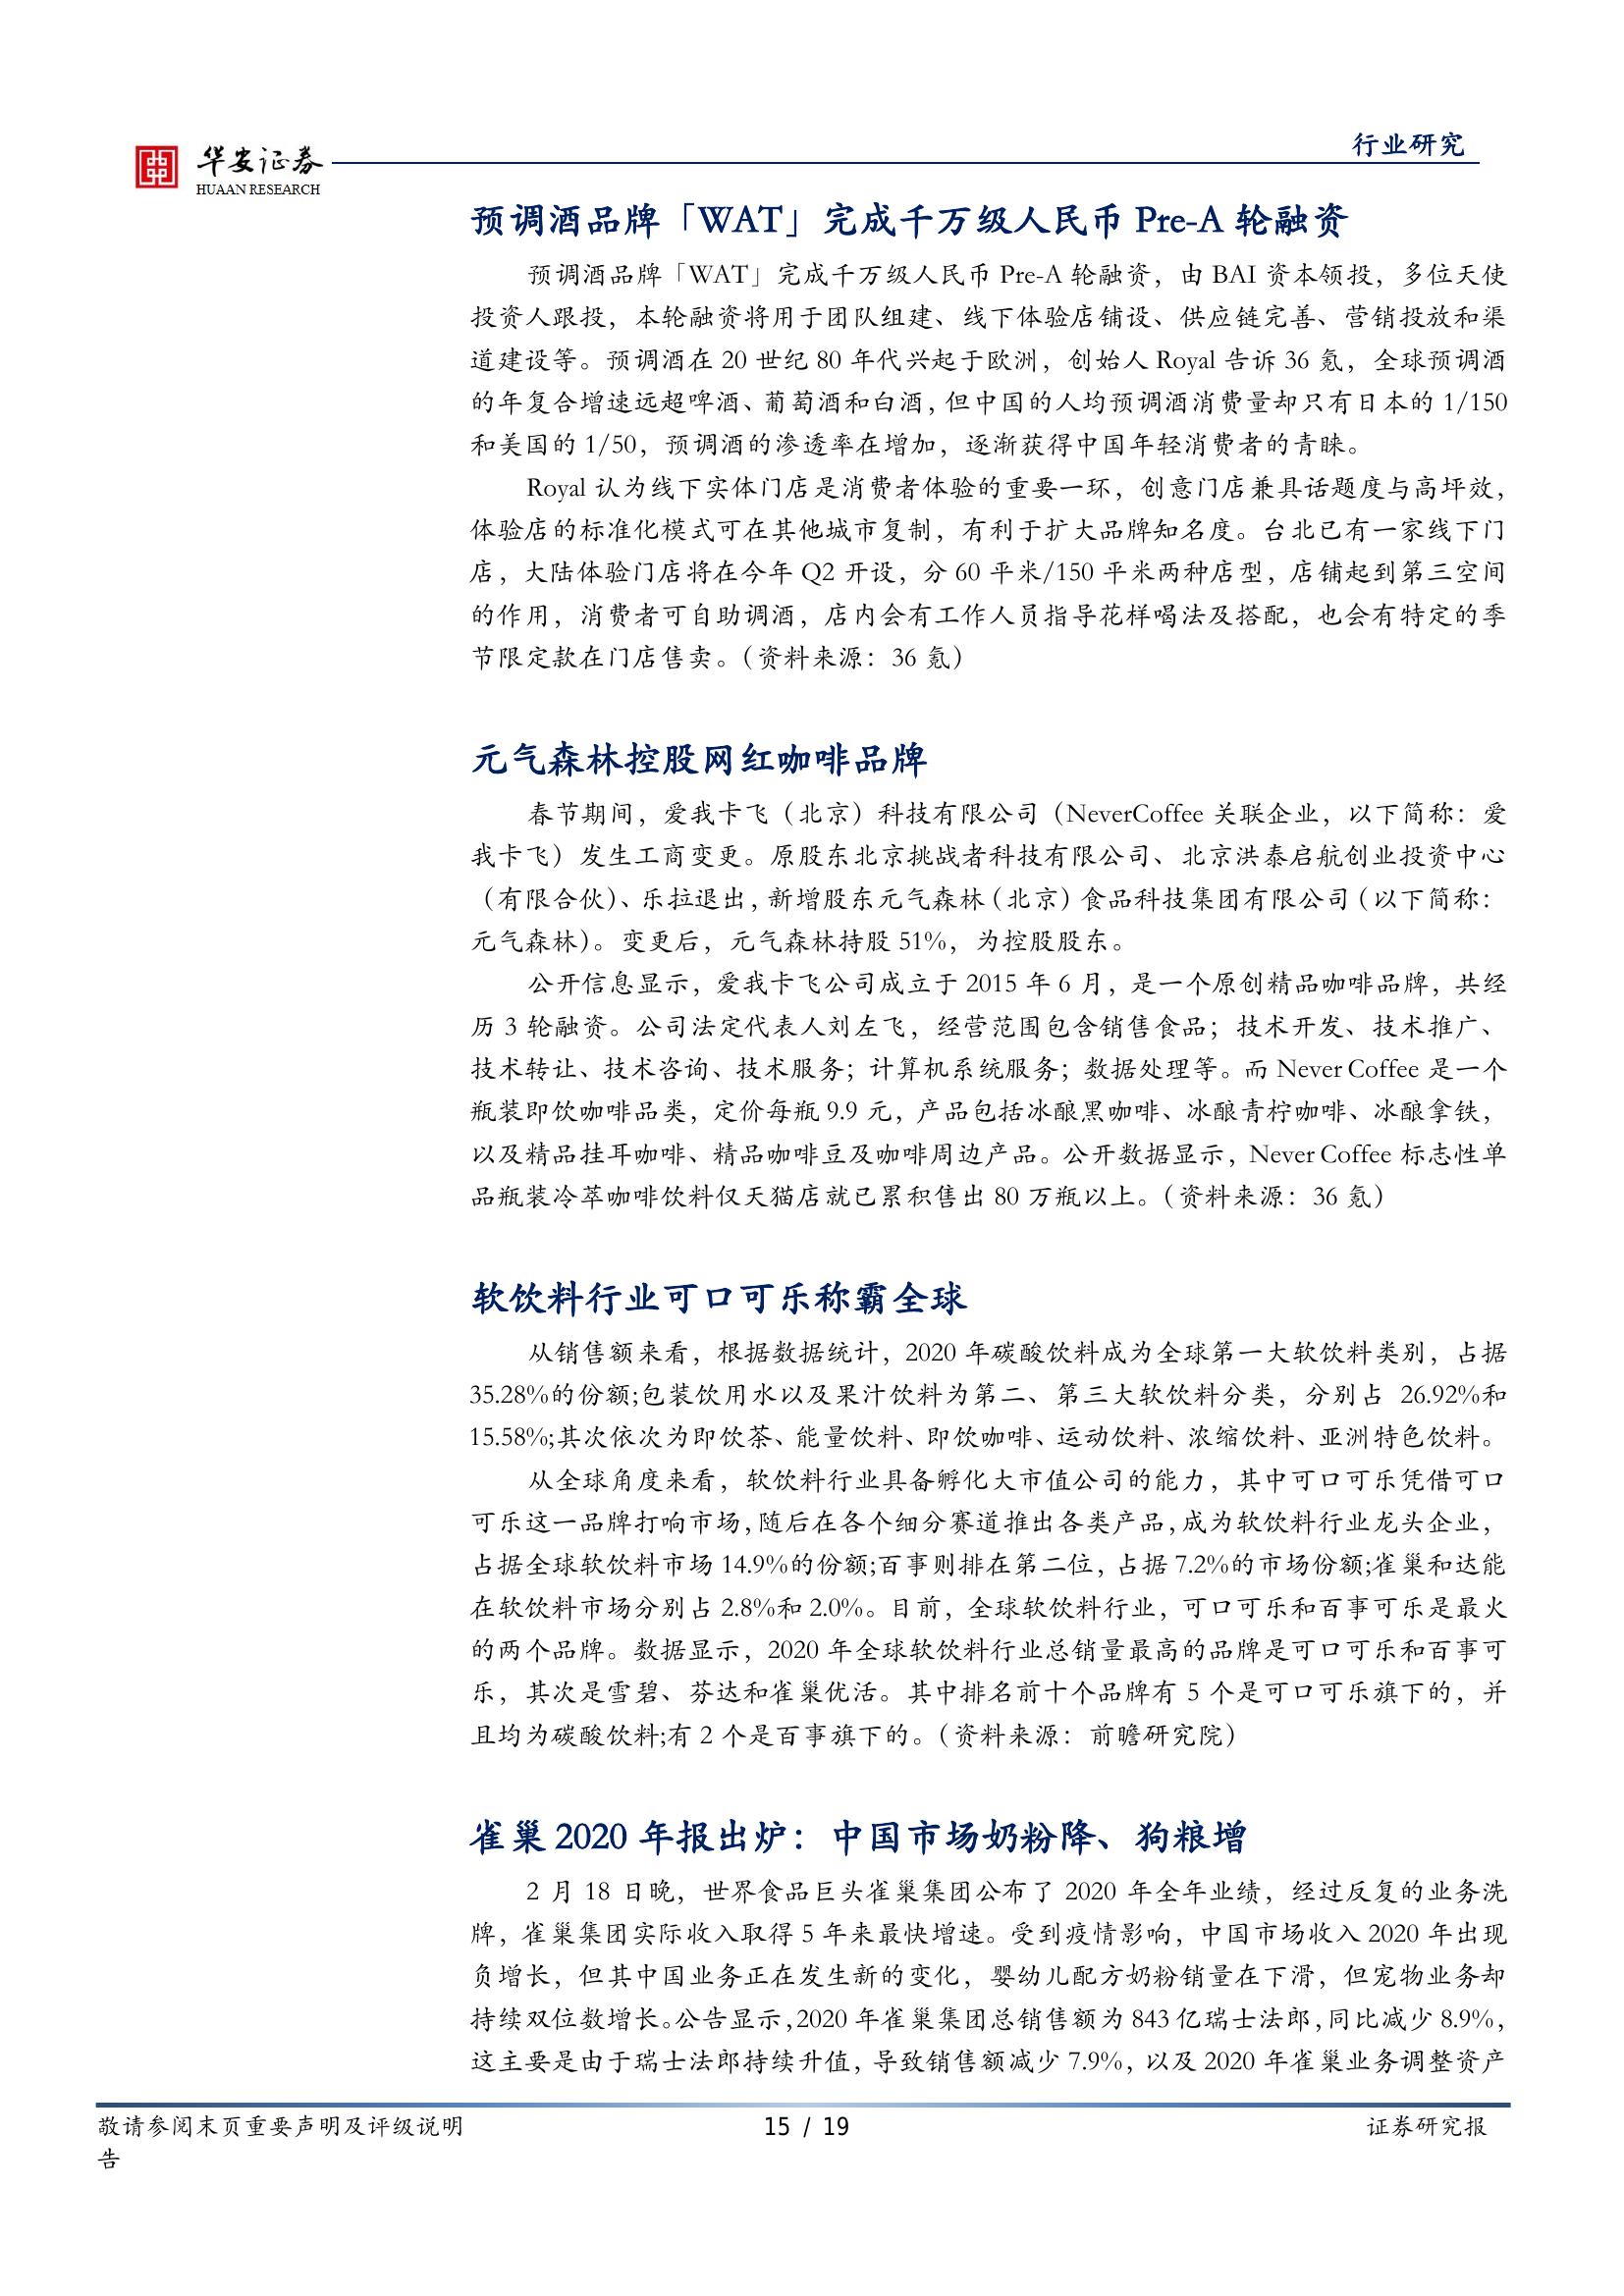 华安证券
HUAAN RESEARCH
行业研究
预调酒品牌「WAT」完成千万级人民币 Pre-A 轮融资
预调酒品牌「WAT」完成千万级人民币 Pre-A 轮融资，由 BAI 资本领投，多位天使
投资人跟投，本轮融资将用于团队组建、线下体验店铺设、供应链完善、营销投放和渠
道建设等。预调酒在 20 世纪 80 年代兴起于欧洲，创始人 Royal 告诉 36 氪，全球预调酒
的年复合增速远超啤酒、葡萄酒和白酒，但中国的人均预调酒消费量却只有日本的 1/150
和美国的 1/50，预调酒的渗透率在增加，逐渐获得中国年轻消费者的青睐。
Royal 认为线下实体门店是消费者体验的重要一环，创意门店兼具话题度与高坪效，
体验店的标准化模式可在其他城市复制，有利于扩大品牌知名度。台北已有一家线下门
店，大陆体验门店将在今年 Q2 开设，分 60 平米/150 平米两种店型，店铺起到第三空间
的作用，消费者可自助调酒，店内会有工作人员指导花样喝法及搭配，也会有特定的季
节限定款在门店售卖。（资料来源：36 氪）
元气森林控股网红咖啡品牌
春节期间，爱我卡飞（北京）科技有限公司（NeverCoffee 关联企业，以下简称：爱
我卡飞）发生工商变更。原股东北京挑战者科技有限公司、北京洪泰启航创业投资中心
（有限合伙）、乐拉退出，新增股东元气森林（北京）食品科技集团有限公司（以下简称：
元气森林）。变更后，元气森林持股 51%，为控股股东。
公开信息显示，爱我卡飞公司成立于 2015 年 6 月，是一个原创精品咖啡品牌，共经
历 3 轮融资。公司法定代表人刘左飞，经营范围包含销售食品；技术开发、技术推广、
技术转让、技术咨询、技术服务；计算机系统服务；数据处理等。而 Never Coffee 是一个
瓶装即饮咖啡品类，定价每瓶 9.9 元，产品包括冰酿黑咖啡、冰酿青柠咖啡、冰酿拿铁，
以及精品挂耳咖啡、精品咖啡豆及咖啡周边产品。公开数据显示，Never Coffee 标志性单
品瓶装冷萃咖啡饮料仅天猫店就已累积售出 80 万瓶以上。（资料来源：36 氪）
软饮料行业可口可乐称霸全球
从销售额来看，根据数据统计，2020 年碳酸饮料成为全球第一大软饮料类别，占据
35.28%的份额;包装饮用水以及果汁饮料为第二、第三大软饮料分类，分别占 26.92%和
15.58%;其次依次为即饮茶、能量饮料、即饮咖啡、运动饮料、浓缩饮料、亚洲特色饮料。
从全球角度来看，软饮料行业具备孵化大市值公司的能力，其中可口可乐凭借可口
可乐这一品牌打响市场，随后在各个细分赛道推出各类产品，成为软饮料行业龙头企业，
占据全球软饮料市场 14.9%的份额;百事则排在第二位，占据 7.2%的市场份额;雀巢和达能
在软饮料市场分别占 2.8%和 2.0%。目前，全球软饮料行业，可口可乐和百事可乐是最火
的两个品牌。数据显示，2020 年全球软饮料行业总销量最高的品牌是可口可乐和百事可
乐，其次是雪碧、芬达和雀巢优活。其中排名前十个品牌有 5 个是可口可乐旗下的，并
且均为碳酸饮料;有 2 个是百事旗下的。（资料来源：前瞻研究院）
雀巢 2020 年报出炉：中国市场奶粉降、狗粮增
2 月 18 日晚，世界食品巨头雀巢集团公布了 2020 年全年业绩，经过反复的业务洗
牌，雀巢集团实际收入取得 5 年来最快增速。受到疫情影响，中国市场收入 2020 年出现
负增长，但其中国业务正在发生新的变化，婴幼儿配方奶粉销量在下滑，但宠物业务却
持续双位数增长。公告显示，2020 年雀巢集团总销售额为 843 亿瑞士法郎，同比减少 8.9%，
这主要是由于瑞士法郎持续升值，导致销售额减少 7.9%，以及 2020 年雀巢业务调整资产
敬请参阅末页重要声明及评级说明
15 / 19
证券研究报
告